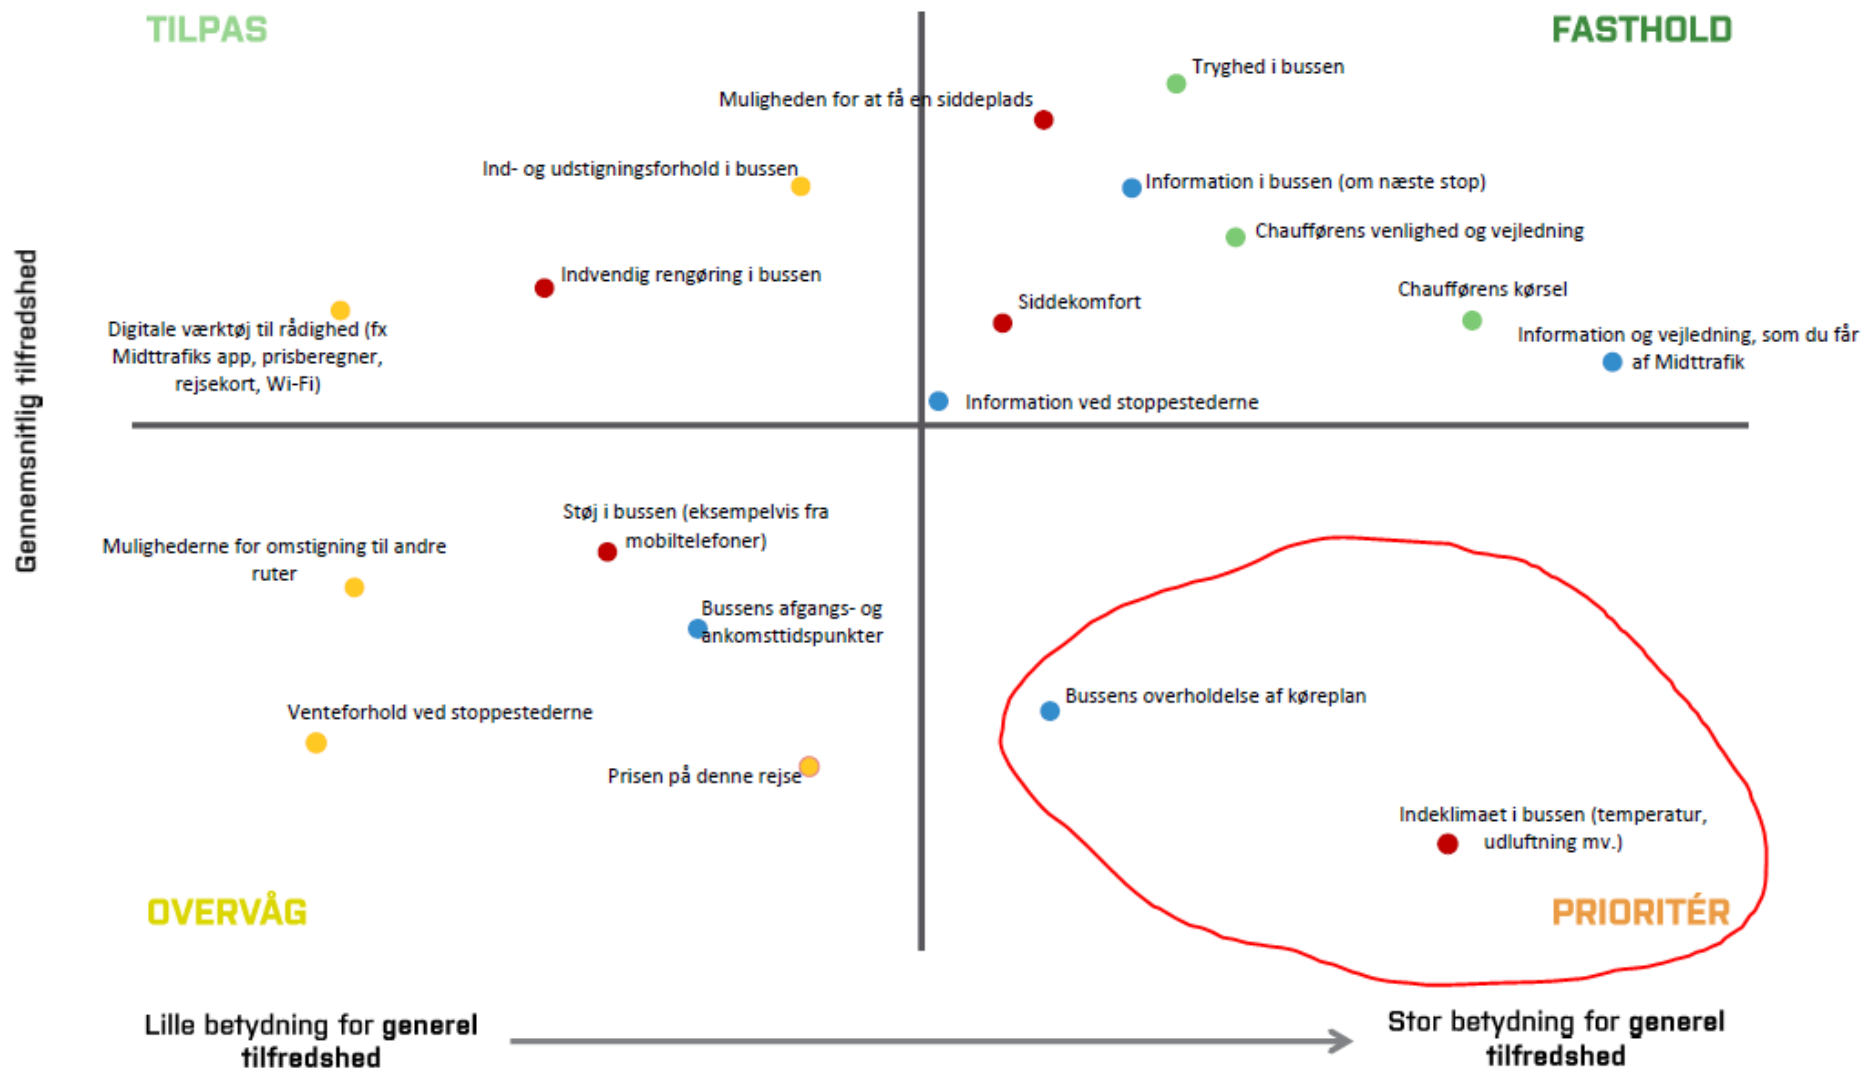 TILPAS
FASTHOLD
Tryghed i bussen
Muligheden for at få en siddeplads
Ind- og udstigningsforhold i bussen
Information i bussen (om næste stop)
Chaufførens venlighed og vejledning
Indvendig rengøring i bussen
Siddekomfort
Chaufførens kørsel
Digitale værktøj til rådighed (fx
Midttrafiks app, prisberegner,
rejsekort, Wi-Fi)
Information og vejledning, som du får
af Midttrafik
Information ved stoppestederne
Gennemsnitlig tilfredshed
Støj i bussen (eksempelvis fra
mobiltelefoner)
Mulighederne for omstigning til andre
ruter
Bussens afgangs- og
ankomsttidspunkter
Bussens overholdelse af køreplan
Venteforhold ved stoppestederne
Prisen på denne rejse
Indeklimaet i bussen (temperatur,
udluftning mv.)
OVERVÅG
PRIORITÉR
Lille betydning for generel
tilfredshed
Stor betydning for generel
tilfredshed